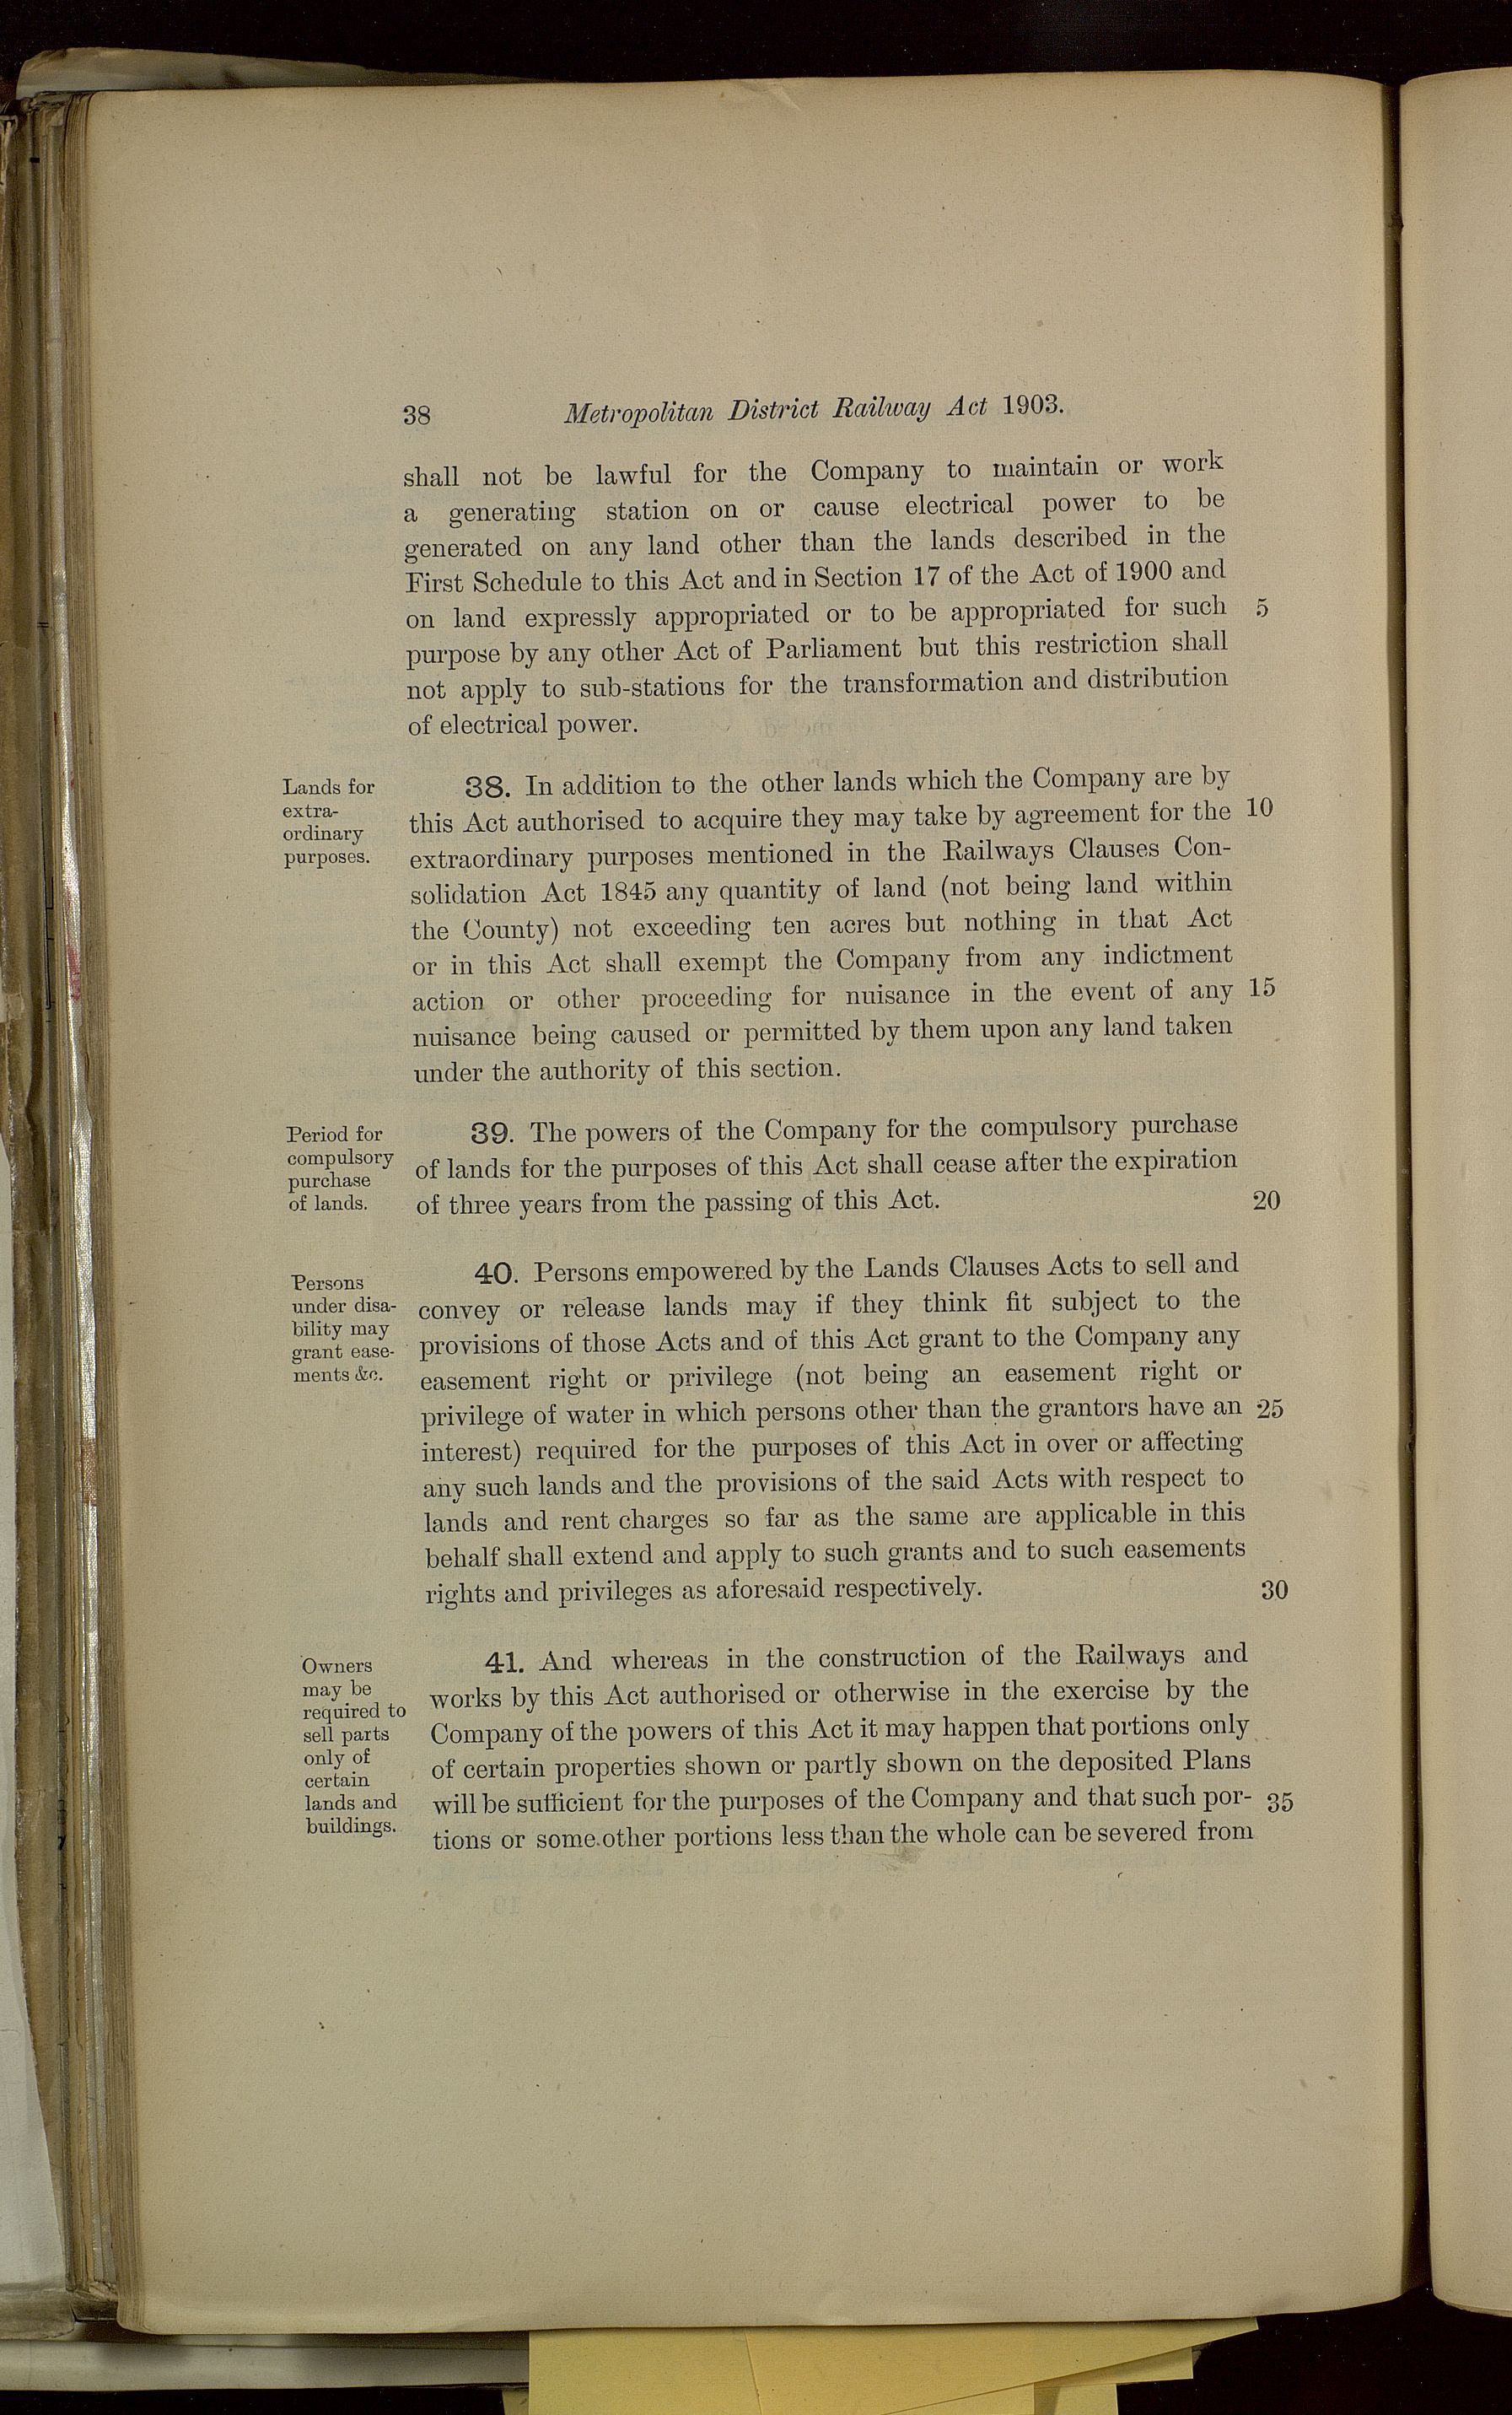 38 Metropolitan District Railway Act 1903.
shall not be lawful for the Company to maintain or work
a generating station on or cause electrical power to be
generated on any land other than the lands described in the
First Schedule to this Act and in Section 17 of the Act of 1900 and
on land expressly appropriated or to be appropriated for such 5
purpose by any other Act of Parliament but this restriction shall
not apply to sub-stations for the transformation and distribution
of electrical power.
Lands for
extra-
ordinary
purposes.
38. In addition to the other lands which the Company are by
this Act authorised to acquire they may take by agreement for the 10
extraordinary purposes mentioned in the Railways Clauses Con-
solidation Act 1845 any quantity of land (not being land within
the County) not exceeding ten acres but nothing in that Act
or in this Act shall exempt the Company from any indictment
action or other proceeding for nuisance in the event of any 15
nuisance being caused or permitted by them upon any land taken
under the authority of this section.
Period for
compulsory
purchase
of lands.
39. The powers of the Company for the compulsory purchase
of lands for the purposes of this Act shall cease after the expiration
of three years from the passing of this Act. 20
Persons
under disa-
bility may
grant ease-
ments &c.
40. Persons empowered by the Lands Clauses Acts to sell and
convey or release lands may if they think fit subject to the
provisions of those Acts and of this Act grant to the Company any
easement right or privilege (not being an easement right or
privilege of water in which persons other than the grantors have an 25
interest) required for the purposes of this Act in over or affecting
any such lands and the provisions of the said Acts with respect to
lands and rent charges so far as the same are applicable in this
behalf shall extend and apply to such grants and to such easements
rights and privileges as aforesaid respectively. 30
Owners
may be
required to
sell parts
only of
certain
lands and
buildings.
41. And whereas in the construction of the Railways and
works by this Act authorised or otherwise in the exercise by the
Company of the powers of this Act it may happen that portions only
of certain properties shown or partly shown on the deposited Plans
will be sufficient for the purposes of the Company and that such por- 35
tions or some other portions less than the whole can be severed from